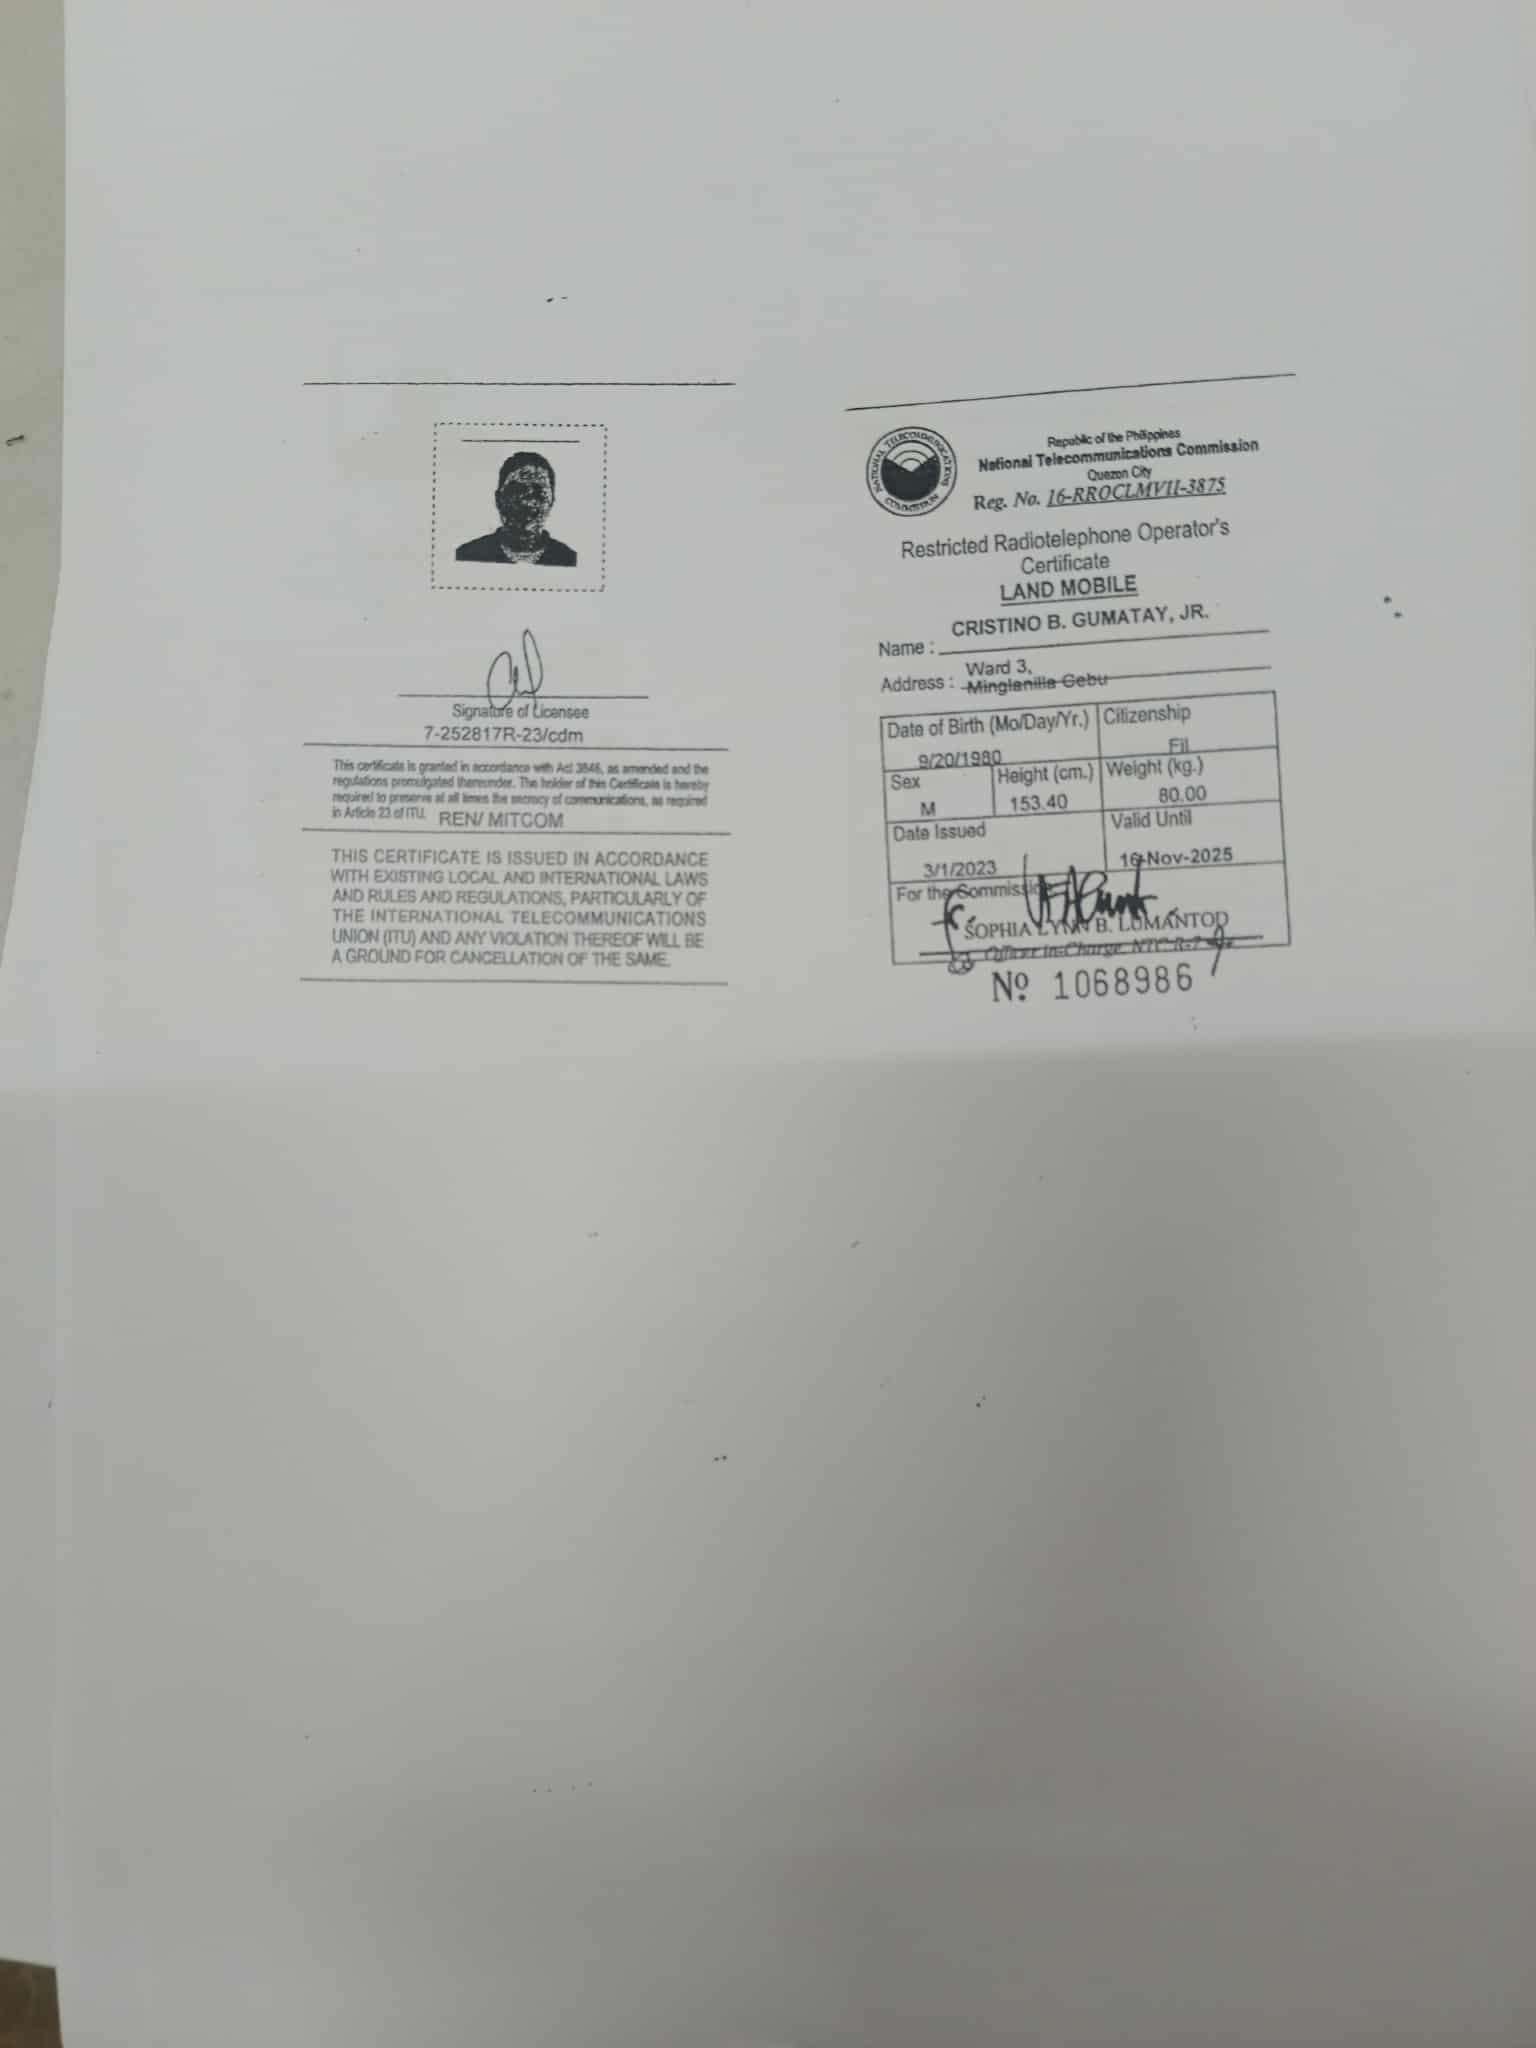 Signature of Licensee
7-252817R-23/cdm
This certificate is granted in accordance with Act 3846, as amended and the
regulations promulgated thereunder. The holder of this Certificate is hereby
required to preserve at all times the secrecy of communications, as required
in Article 23 of ITU. REN/ MITCOM
THIS CERTIFICATE IS ISSUED IN ACCORDANCE
WITH EXISTING LOCAL AND INTERNATIONAL LAWS
AND RULES AND REGULATIONS, PARTICULARLY OF
THE INTERNATIONAL TELECOMMUNICATIONS
UNION (ITU) AND ANY VIOLATION THEREOF WILL BE
A GROUND FOR CANCELLATION OF THE SAME.
NATIONAL TELECOMMUNICATIONS COMMISSION
Republic of the Philippines
National Telecommunications Commission
Quezon City
Reg. No. 16-RROCLMVII-3875
Restricted Radiotelephone Operator's
Certificate
LAND MOBILE
Name : CRISTINO B. GUMATAY, JR.
Address : Ward 3,
Minglanilla Cebu
Date of Birth (Mo/Day/Yr.) Citizenship
9/20/1980 Fil
Sex Height (cm.) Weight (kg.)
M 153.40 80.00
Date Issued Valid Until
3/1/2023 16-Nov-2025
For the Commission
SOPHIA LYNN B. LUMANTOD
Officer in-Charge, NTC R-7
Nº 1068986